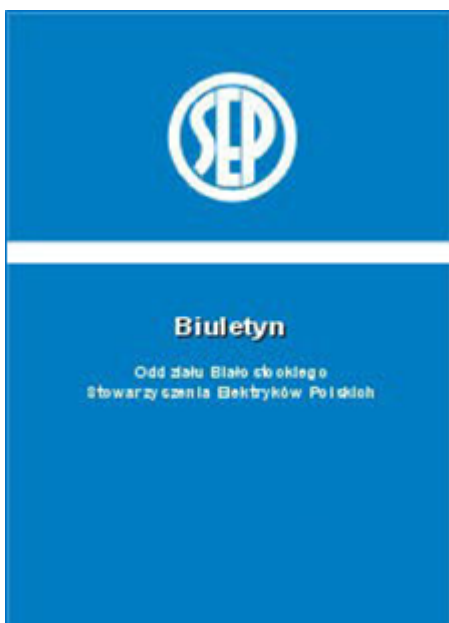 SEP
Biuletyn
Oddziału Białostockiego
Stowarzyszenia Elektryków Polskich